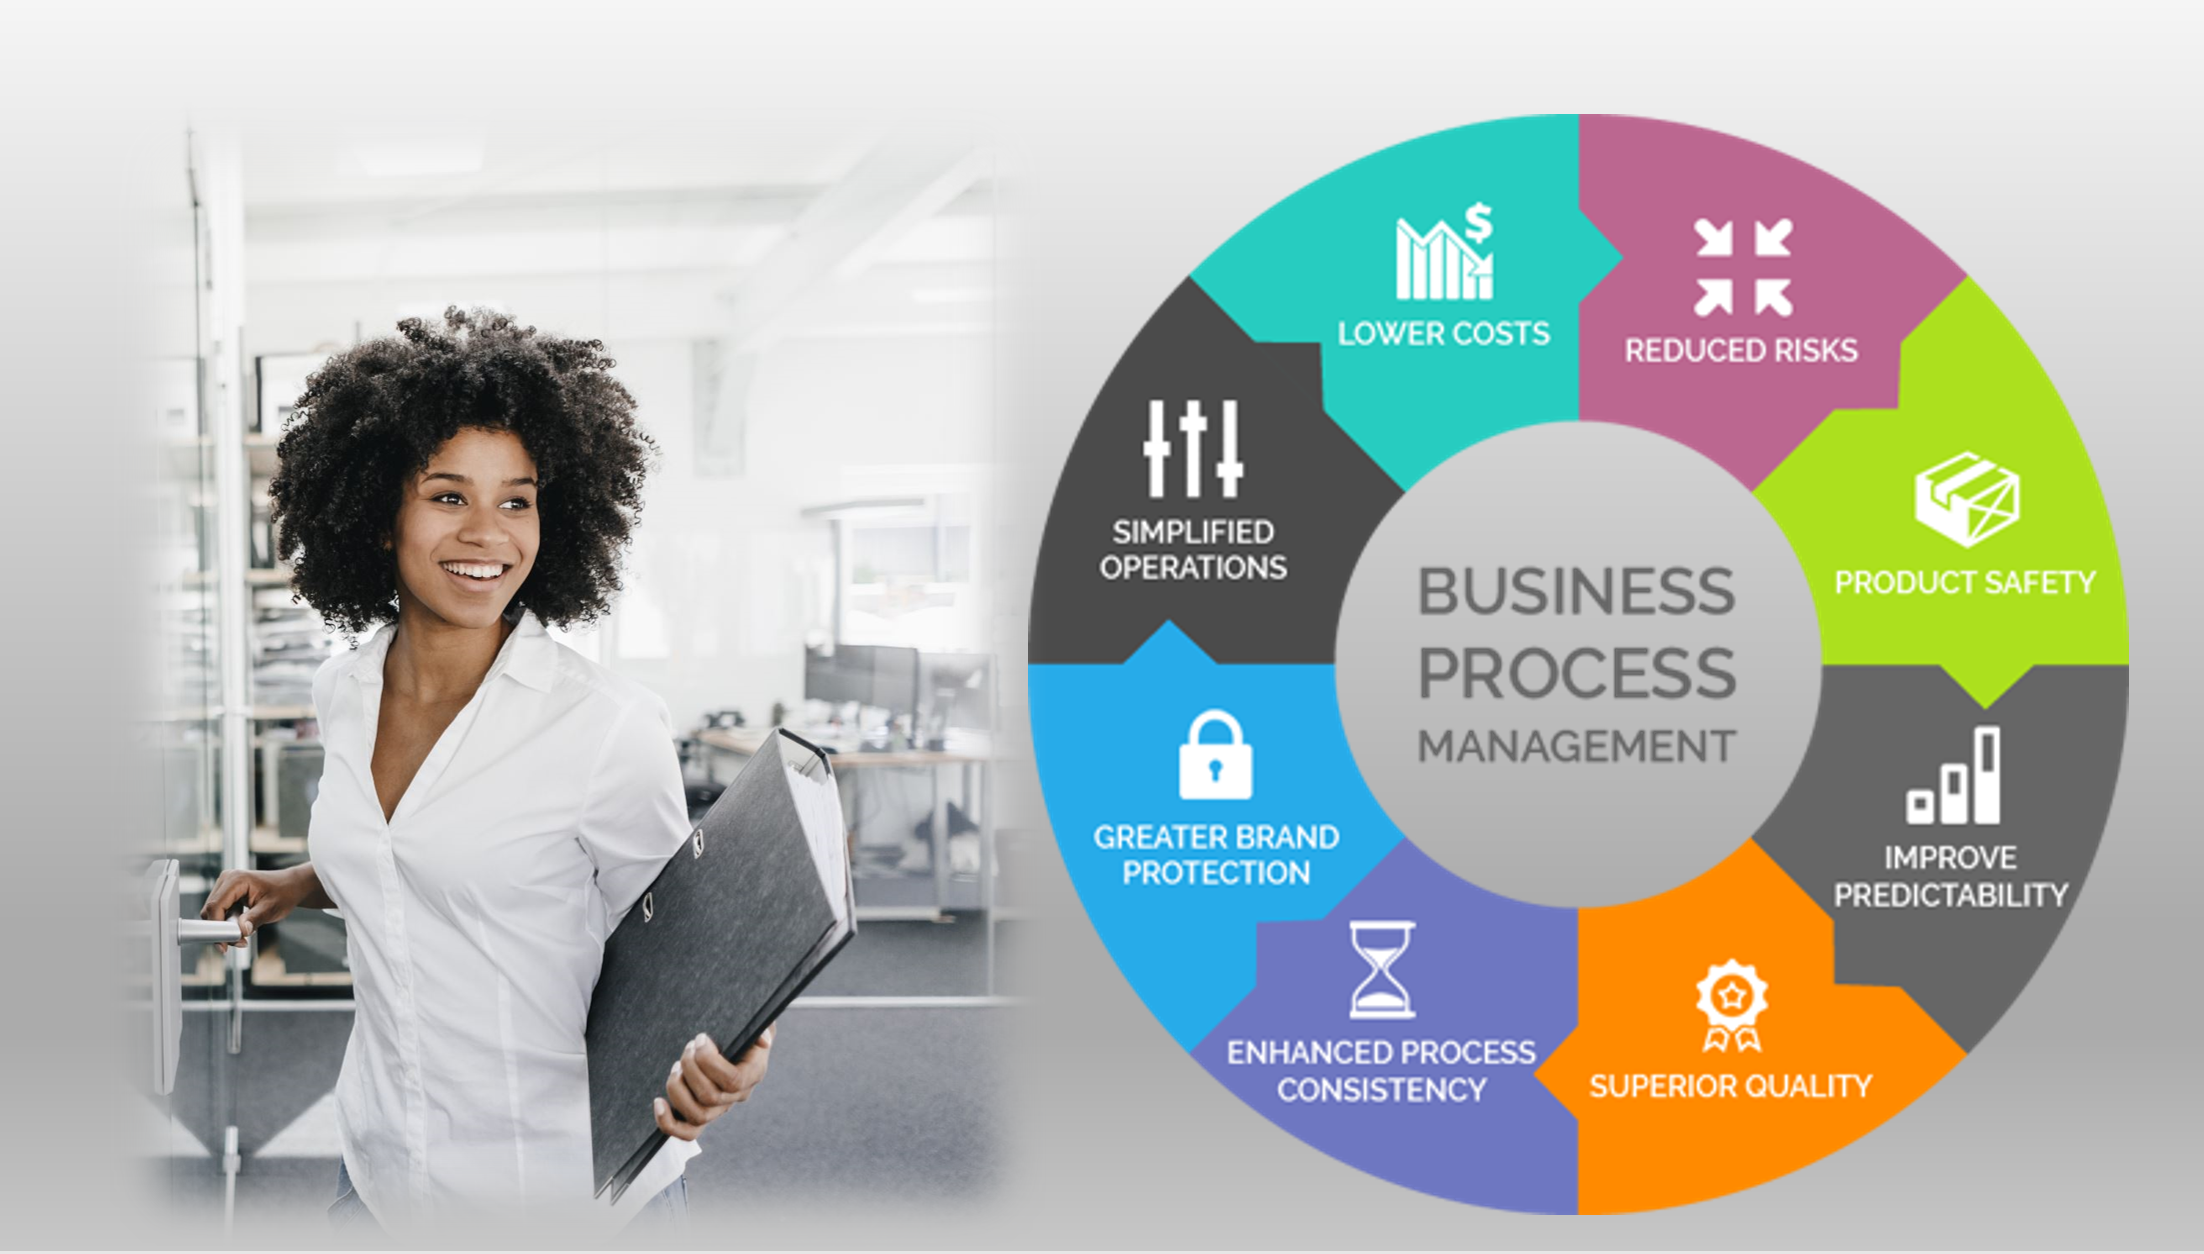 BUSINESS
PROCESS
MANAGEMENT
LOWER COSTS
REDUCED RISKS
PRODUCT SAFETY
IMPROVE
PREDICTABILITY
SUPERIOR QUALITY
ENHANCED PROCESS
CONSISTENCY
GREATER BRAND
PROTECTION
SIMPLIFIED
OPERATIONS
$